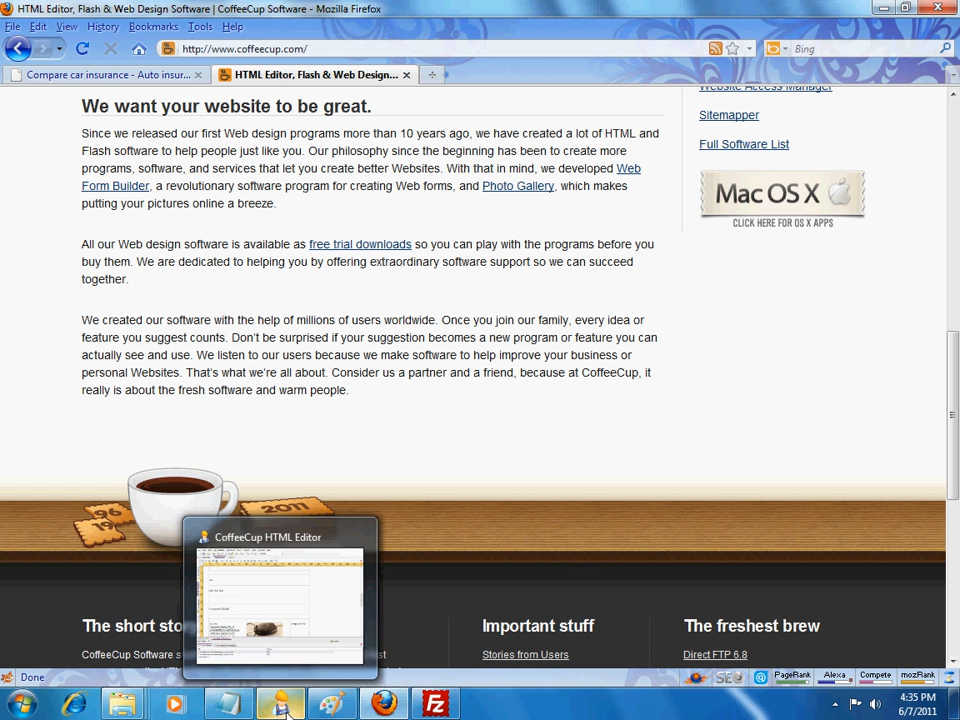 HTML Editor, Flash & Web Design Software | CoffeeCup Software - Mozilla Firefox
File Edit View History Bookmarks Tools Help
http://www.coffeecup.com/
Bing
Compare car insurance - Auto insur...
HTML Editor, Flash & Web Design...
We want your website to be great.
Since we released our first Web design programs more than 10 years ago, we have created a lot of HTML and
Flash software to help people just like you. Our philosophy since the beginning has been to create more
programs, software, and services that let you create better Websites. With that in mind, we developed Web
Form Builder, a revolutionary software program for creating Web forms, and Photo Gallery, which makes
putting your pictures online a breeze.
All our Web design software is available as free trial downloads so you can play with the programs before you
buy them. We are dedicated to helping you by offering extraordinary software support so we can succeed
together.
We created our software with the help of millions of users worldwide. Once you join our family, every idea or
feature you suggest counts. Don't be surprised if your suggestion becomes a new program or feature you can
actually see and use. We listen to our users because we make software to help improve your business or
personal Websites. That's what we're all about. Consider us a partner and a friend, because at CoffeeCup, it
really is about the fresh software and warm people.
Website Access Manager
Sitemapper
Full Software List
Mac OS X
CLICK HERE FOR OS X APPS
19 96
2011
CoffeeCup HTML Editor
The short sto
CoffeeCup Software s
Important stuff
Stories from Users
The freshest brew
Direct FTP 6.8
Done
SEO
PageRank
Alexa
Compete
mozRank
4:35 PM
6/7/2011